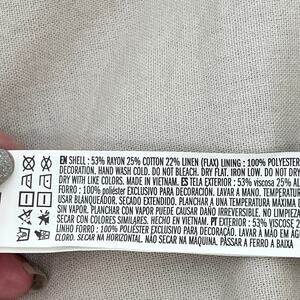 EN SHELL : 53% RAYON 25% COTTON 22% LINEN (FLAX) LINING : 100% POLYESTER
DECORATION. HAND WASH COLD. DO NOT BLEACH. DRY FLAT. IRON LOW. DO NOT DRY
DRY WITH LIKE COLORS. MADE IN VIETNAM. ES TELA EXTERIOR : 53% viscosa 25% AL
FORRO : 100% poliéster EXCLUSIVO PARA DECORACIÓN. LAVAR A MANO. TEMPERATURA
USAR BLANQUEADOR. SECADO EXTENDIDO. PLANCHAR A UNA TEMPERATURA MÁXIMA D
SIN VAPOR. PLANCHAR CON VAPOR PUEDE CAUSAR DAÑO IRREVERSIBLE. NO LIMPIEZA
SECAR CON COLORES SIMILARES. HECHO EN VIETNAM. PT EXTERIOR : 53% VISCOSE 2
LINHO FORRO : 100% POLIÉSTER EXCLUSIVO PARA DECORAÇÃO. LAVAR À MÃO EM ÁG
CLORO. SECAR NA HORIZONTAL. NÃO SECAR NA MÁQUINA. PASSAR A FERRO A BAIXA